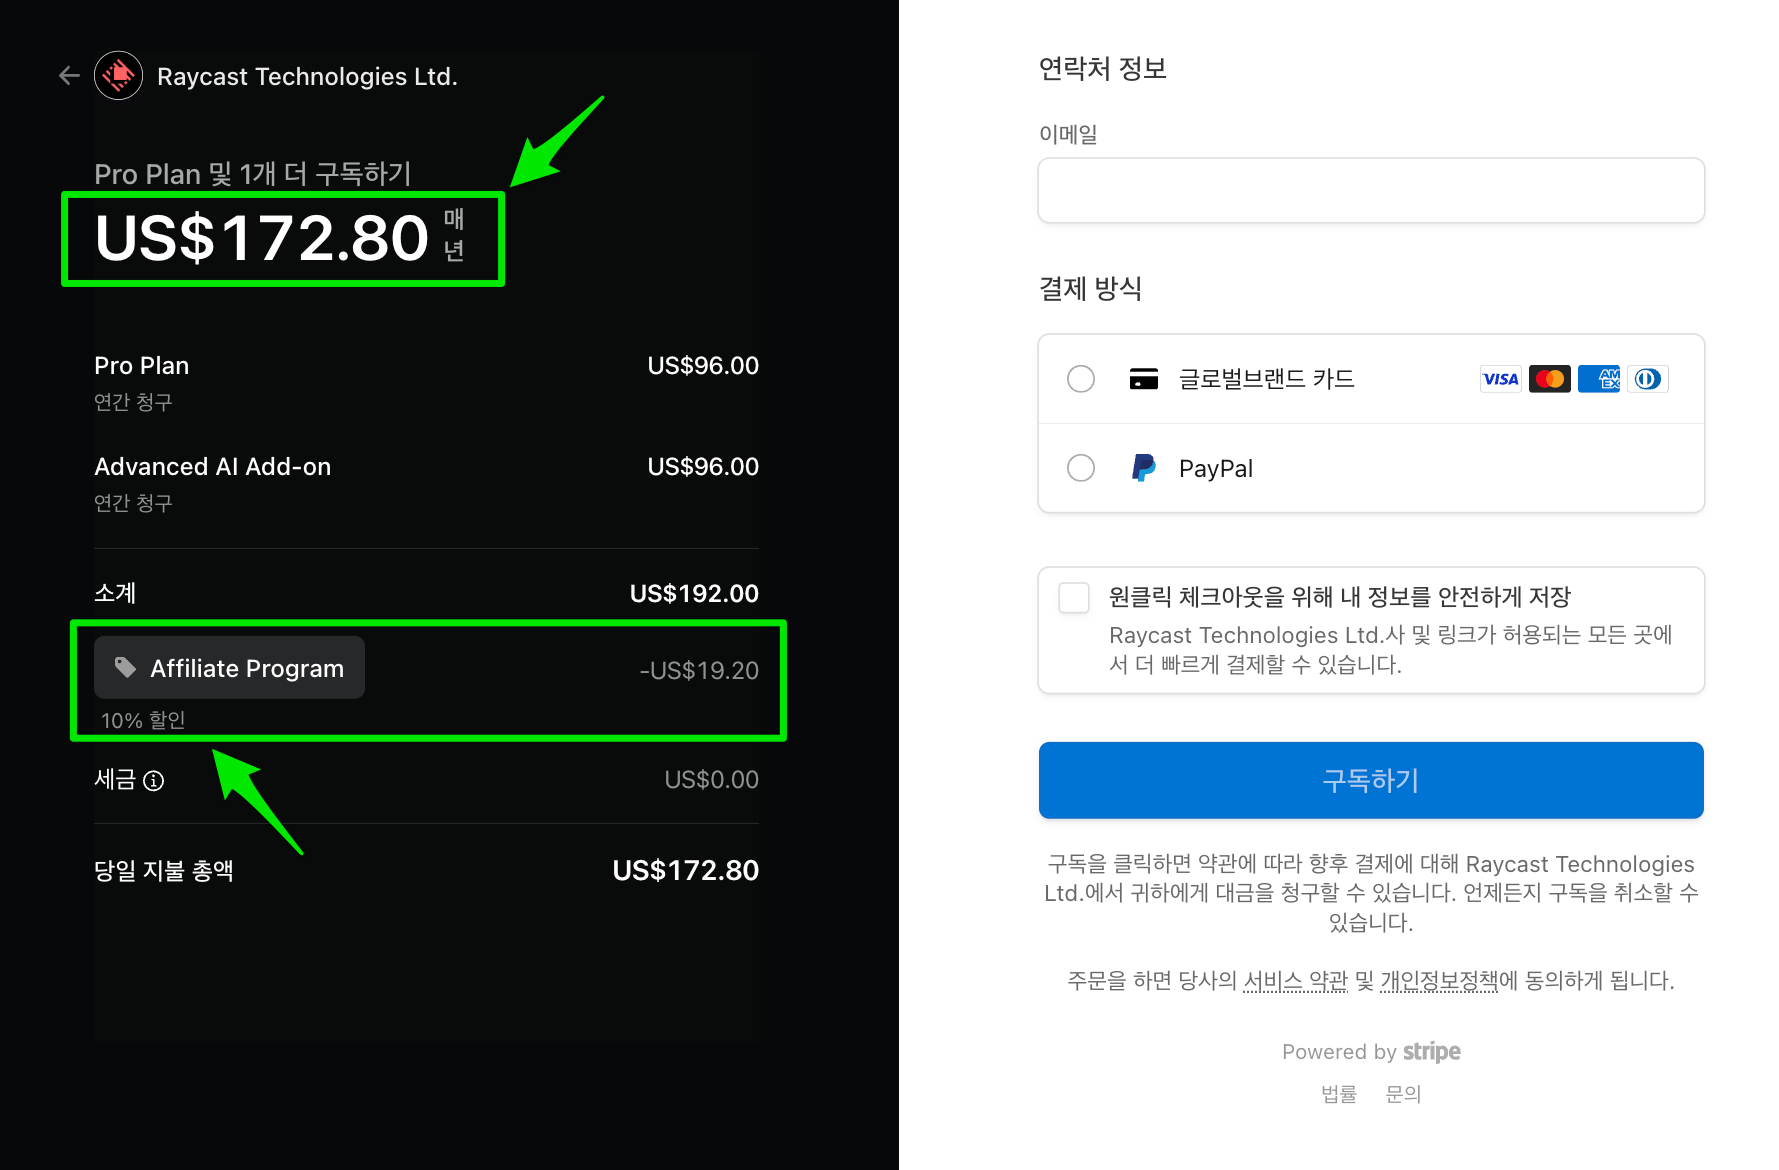 Raycast Technologies Ltd.
Pro Plan 및 1개 더 구독하기
US$172.80 매
년
Pro Plan US$96.00
연간 청구
Advanced AI Add-on US$96.00
연간 청구
소계 US$192.00
Affiliate Program -US$19.20
10% 할인
세금 US$0.00
당일 지불 총액 US$172.80
연락처 정보
이메일
결제 방식
글로벌브랜드 카드 VISA AM EX
PayPal
원클릭 체크아웃을 위해 내 정보를 안전하게 저장
Raycast Technologies Ltd.사 및 링크가 허용되는 모든 곳에
서 더 빠르게 결제할 수 있습니다.
구독하기
구독을 클릭하면 약관에 따라 향후 결제에 대해 Raycast Technologies
Ltd.에서 귀하에게 대금을 청구할 수 있습니다. 언제든지 구독을 취소할 수
있습니다.
주문을 하면 당사의 서비스 약관 및 개인정보정책에 동의하게 됩니다.
Powered by stripe
법률 문의